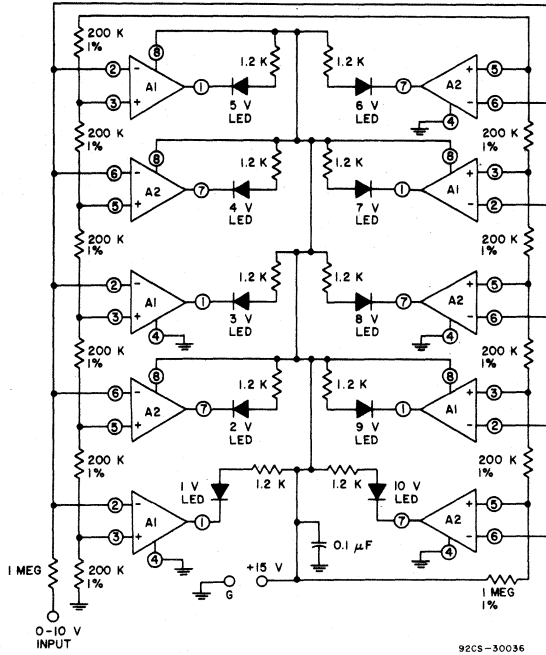 200 K
1%
8
1.2 K
1.2 K
2
-
A1
1
7
A2
5
+
3
+
5 V
LED
6 V
LED
6
-
4
200 K
1%
8
1.2 K
1.2 K
8
200 K
1%
6
-
A2
7
1
A1
3
+
5
+
4 V
LED
7 V
LED
2
-
200 K
1%
1.2 K
1.2 K
200 K
1%
2
-
A1
1
7
A2
5
+
3
+
3 V
LED
8 V
LED
6
-
4
4
200 K
1%
8
1.2 K
1.2 K
8
200 K
1%
6
-
A2
7
1
A1
3
+
5
+
2 V
LED
9 V
LED
2
-
200 K
1%
1 V
LED
1.2 K
1.2 K
10 V
LED
200 K
1%
2
-
A1
1
7
A2
5
+
3
+
6
-
4
0.1 µF
4
1 MEG
200 K
1%
G
+15 V
1 MEG
1%
0-10 V
INPUT
92CS-30036